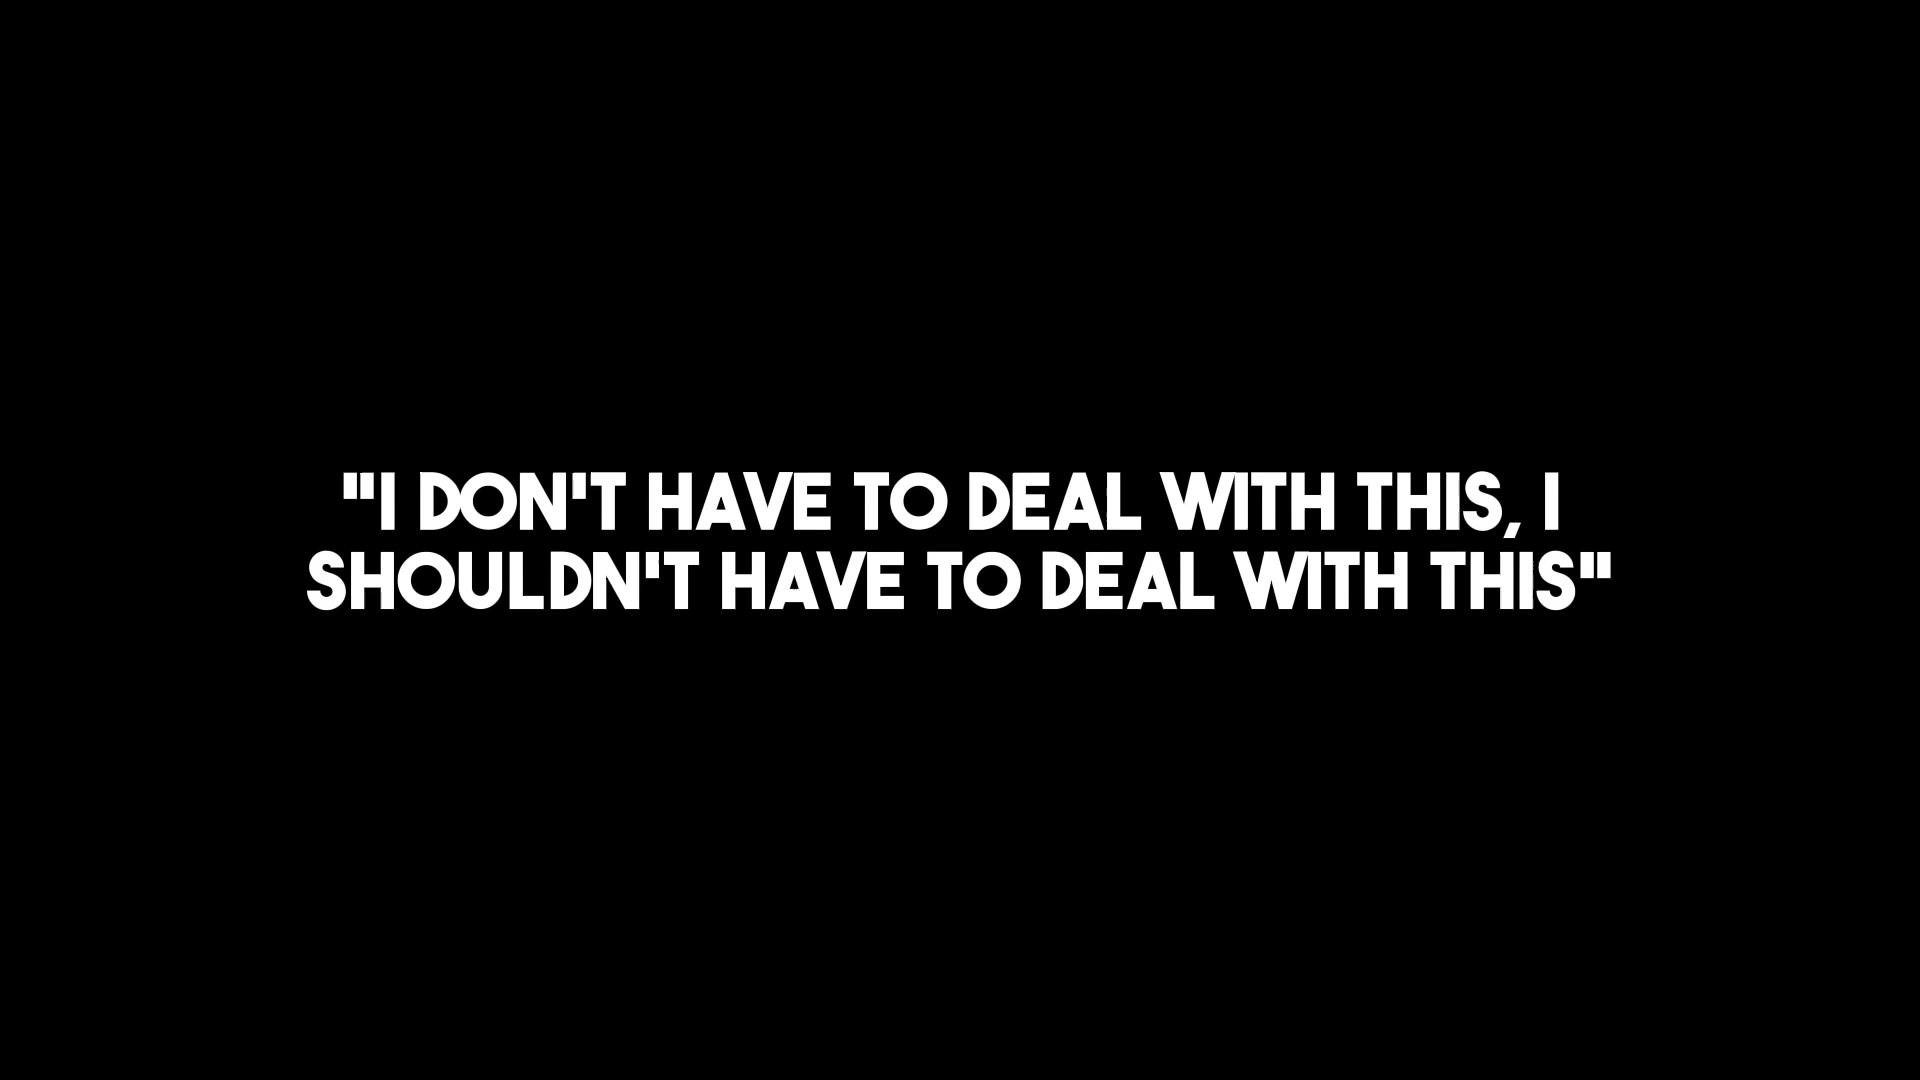 "I DON'T HAVE TO DEAL WITH THIS, I
SHOULDN'T HAVE TO DEAL WITH THIS"